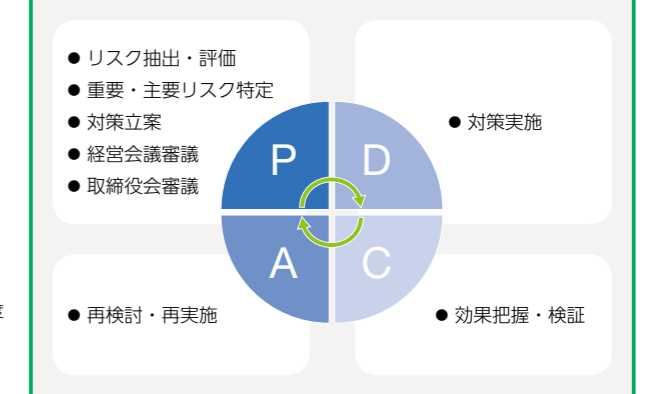 ● リスク抽出・評価
● 重要・主要リスク特定
● 対策立案
● 経営会議審議
● 取締役会審議
● 対策実施
P
D
A
C
● 再検討・再実施
● 効果把握・検証